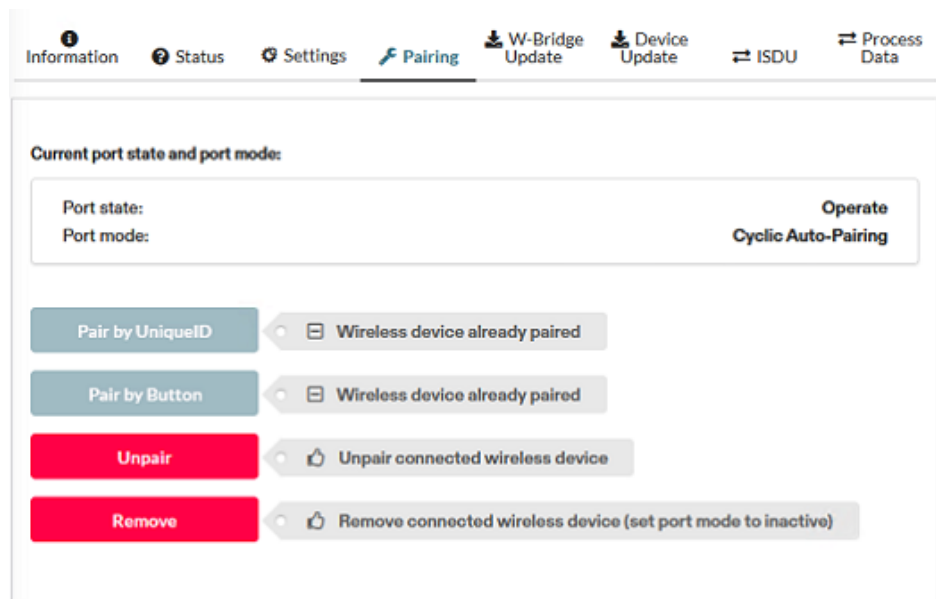 Information
Status
Settings
Pairing
W-Bridge
Update
Device
Update
ISDU
Process
Data
Current port state and port mode:
Port state: Operate
Port mode: Cyclic Auto-Pairing
Pair by UniqueID Wireless device already paired
Pair by Button Wireless device already paired
Unpair Unpair connected wireless device
Remove Remove connected wireless device (set port mode to inactive)